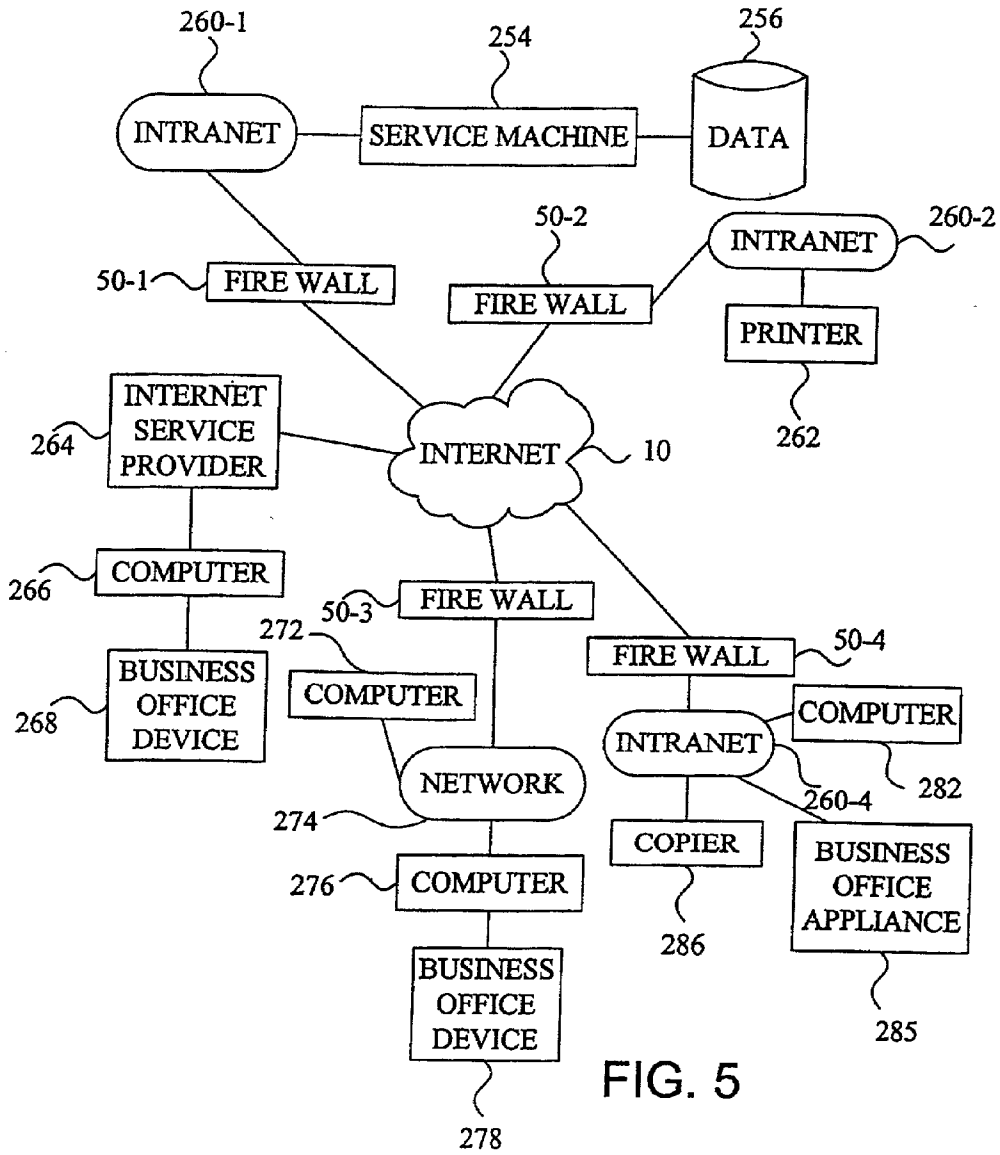 260-1
254
256
INTRANET
SERVICE MACHINE
DATA
50-2
260-2
INTRANET
50-1
FIRE WALL
FIRE WALL
PRINTER
262
INTERNET
SERVICE
PROVIDER
264
INTERNET
10
COMPUTER
266
FIRE WALL
50-3
272
COMPUTER
FIRE WALL
50-4
BUSINESS
OFFICE
DEVICE
268
COMPUTER
282
INTRANET
260-4
NETWORK
274
COPIER
286
BUSINESS
OFFICE
APPLIANCE
285
276
COMPUTER
BUSINESS
OFFICE
DEVICE
278
FIG. 5